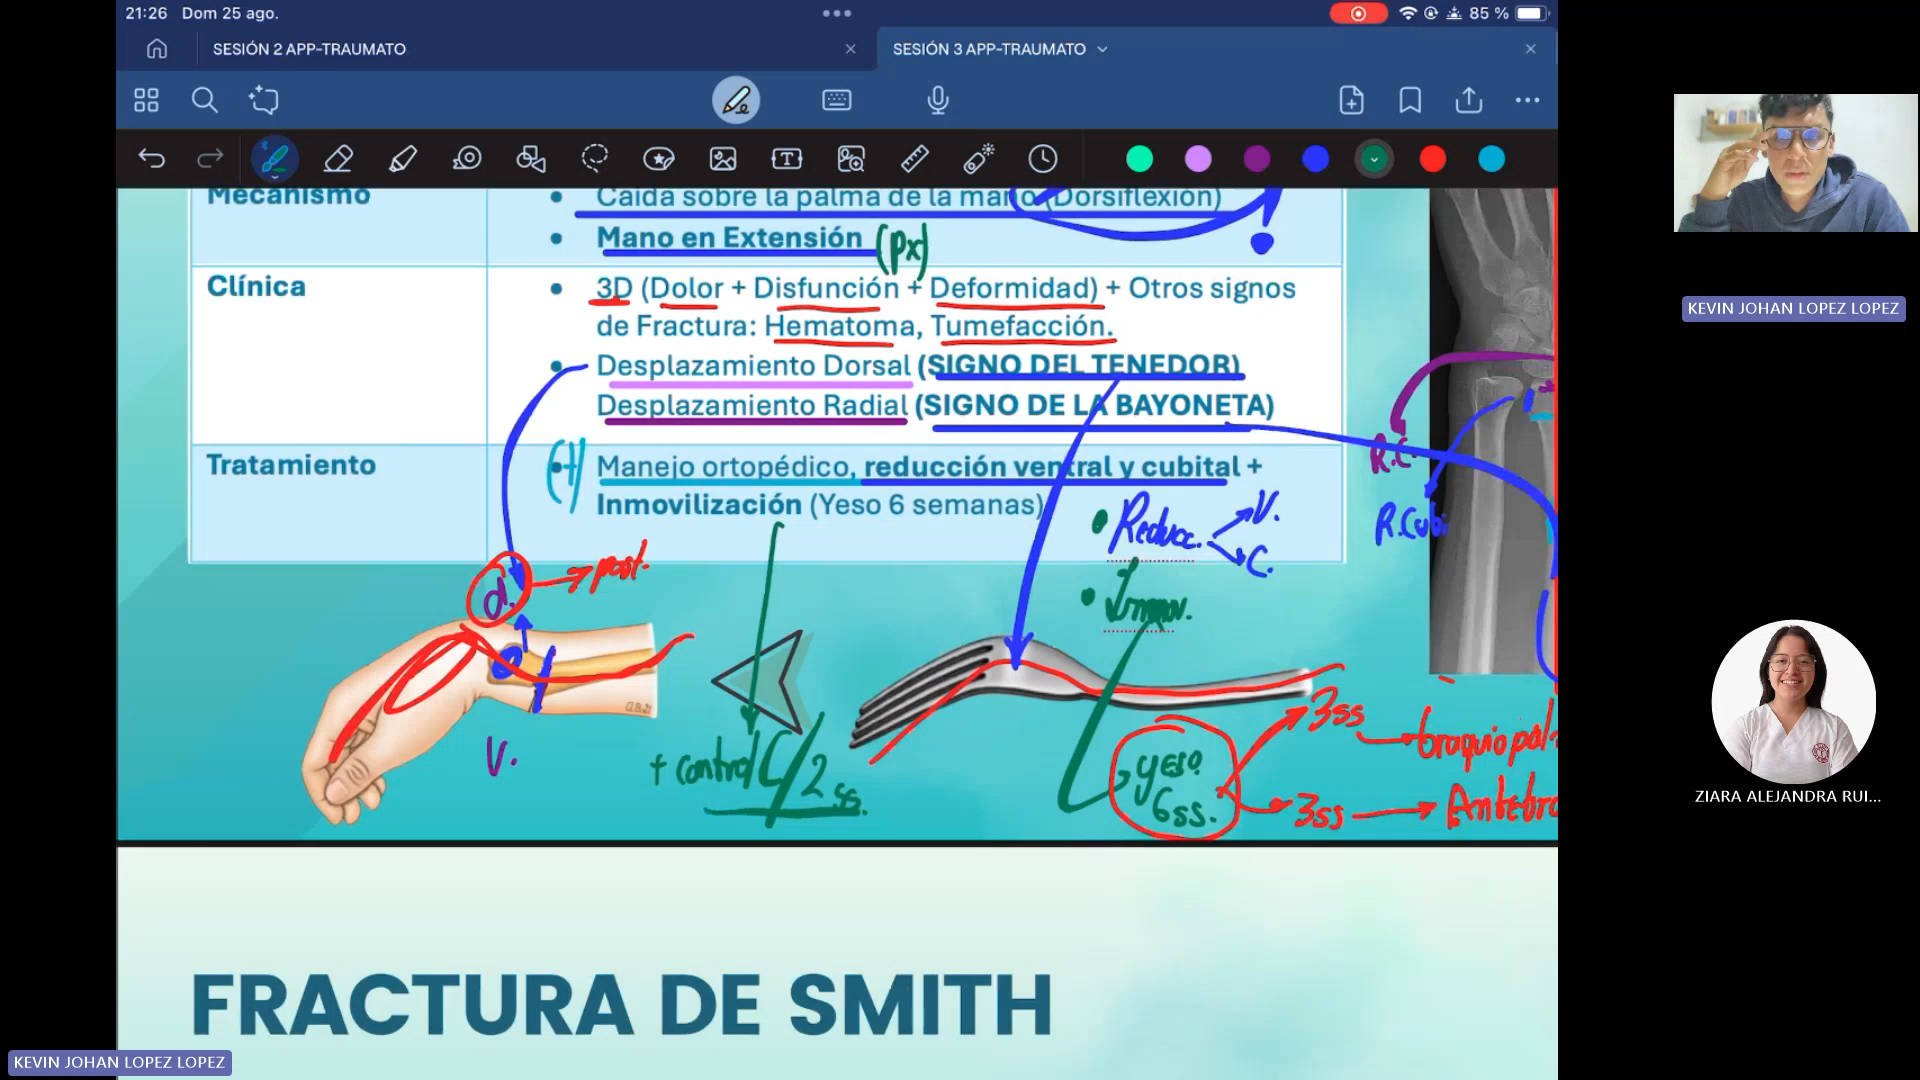 21:26 Dom 25 ago.
85 %
SESIÓN 2 APP-TRAUMATO
SESIÓN 3 APP-TRAUMATO
Mecanismo
Caída sobre la palma de la mano (Dorsiflexión)
Mano en Extensión (px)
Clínica
3D (Dolor + Disfunción + Deformidad) + Otros signos
de Fractura: Hematoma, Tumefacción.
Desplazamiento Dorsal (SIGNO DEL TENEDOR)
Desplazamiento Radial (SIGNO DE LA BAYONETA)
Tratamiento
(+)
Manejo ortopédico, reducción ventral y cubital +
Inmovilización (Yeso 6 semanas)
R.C.
R.Cubi
Reducc.
V.
C.
Inmov.
d.
post.
V.
+ control C/2 ss.
yeso
6ss.
3ss
braquiopal
3ss
Antebra
FRACTURA DE SMITH
KEVIN JOHAN LOPEZ LOPEZ
ZIARA ALEJANDRA RUI...
KEVIN JOHAN LOPEZ LOPEZ